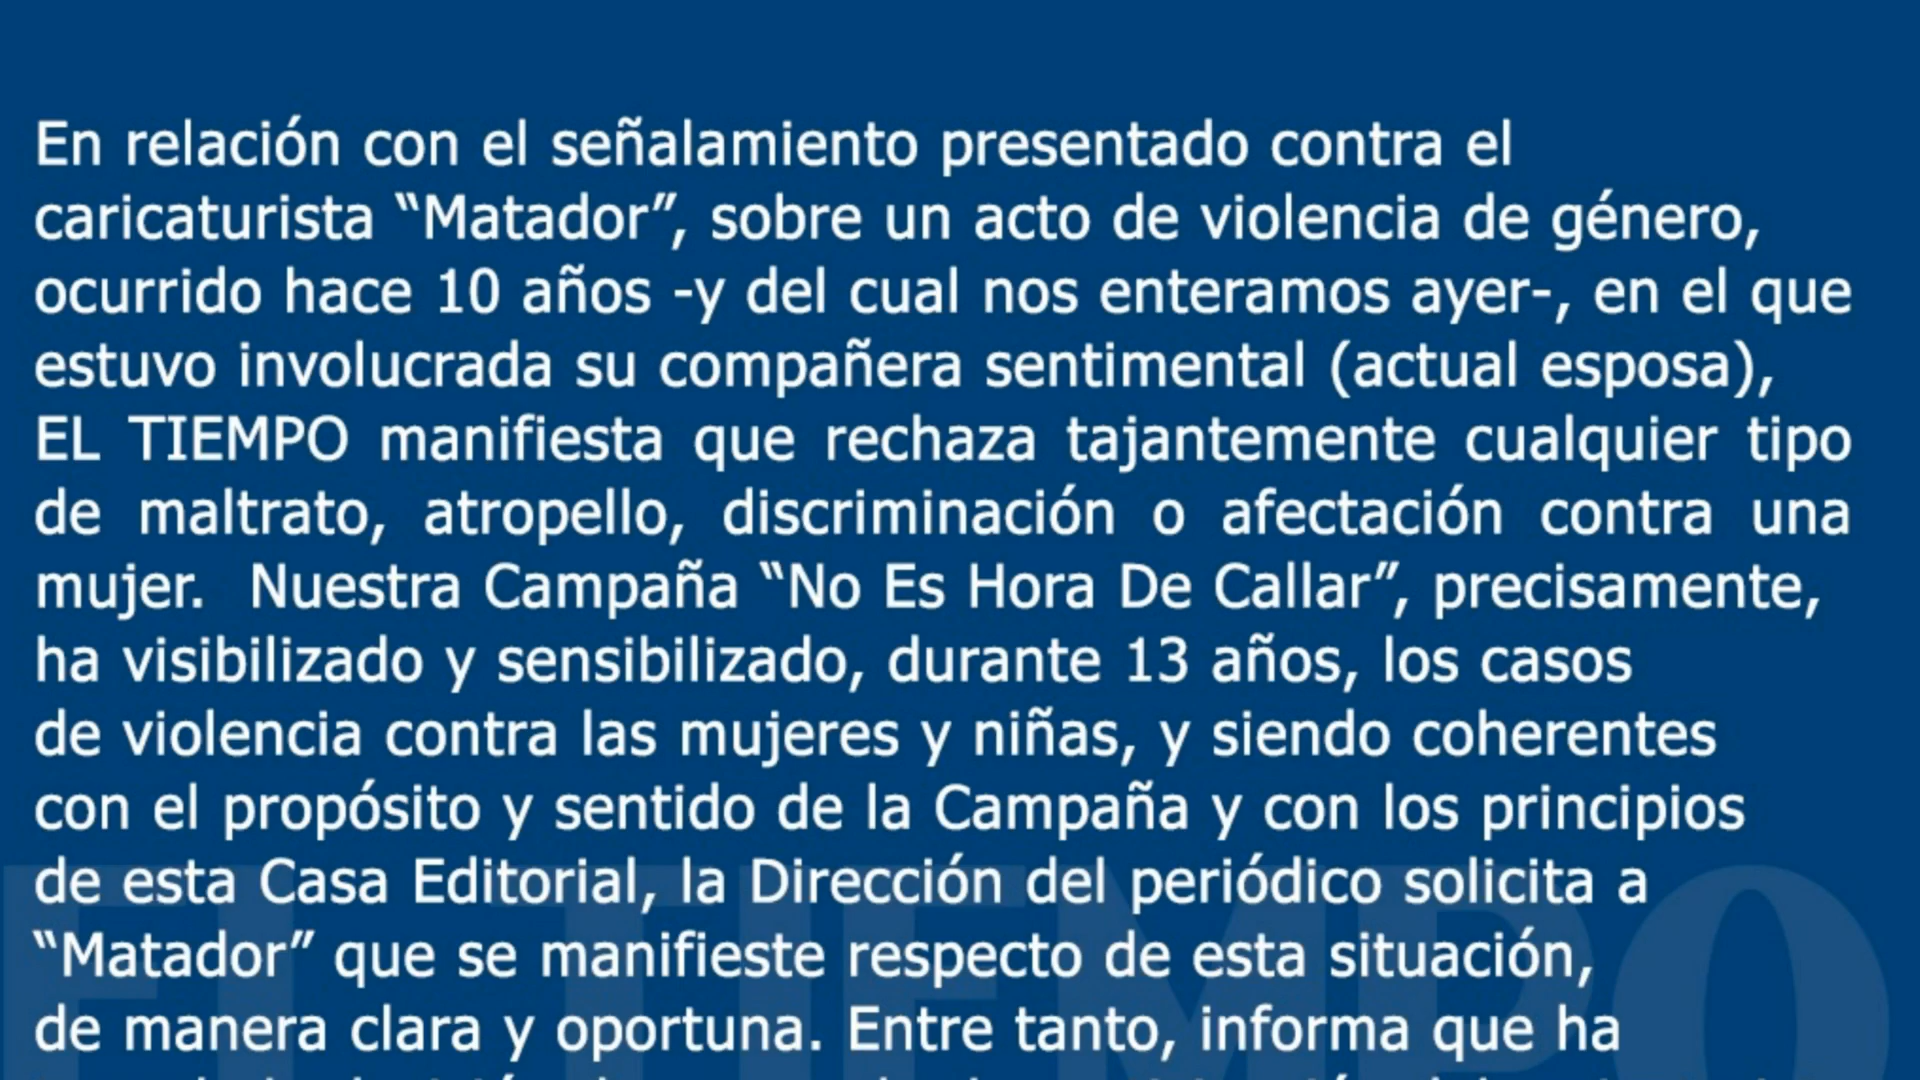 En relación con el señalamiento presentado contra el
caricaturista “Matador”, sobre un acto de violencia de género,
ocurrido hace 10 años -y del cual nos enteramos ayer-, en el que
estuvo involucrada su compañera sentimental (actual esposa),
EL TIEMPO manifiesta que rechaza tajantemente cualquier tipo
de maltrato, atropello, discriminación o afectación contra una
mujer. Nuestra Campaña “No Es Hora De Callar”, precisamente,
ha visibilizado y sensibilizado, durante 13 años, los casos
de violencia contra las mujeres y niñas, y siendo coherentes
con el propósito y sentido de la Campaña y con los principios
de esta Casa Editorial, la Dirección del periódico solicita a
“Matador” que se manifieste respecto de esta situación,
de manera clara y oportuna. Entre tanto, informa que ha
EL TIEMPO